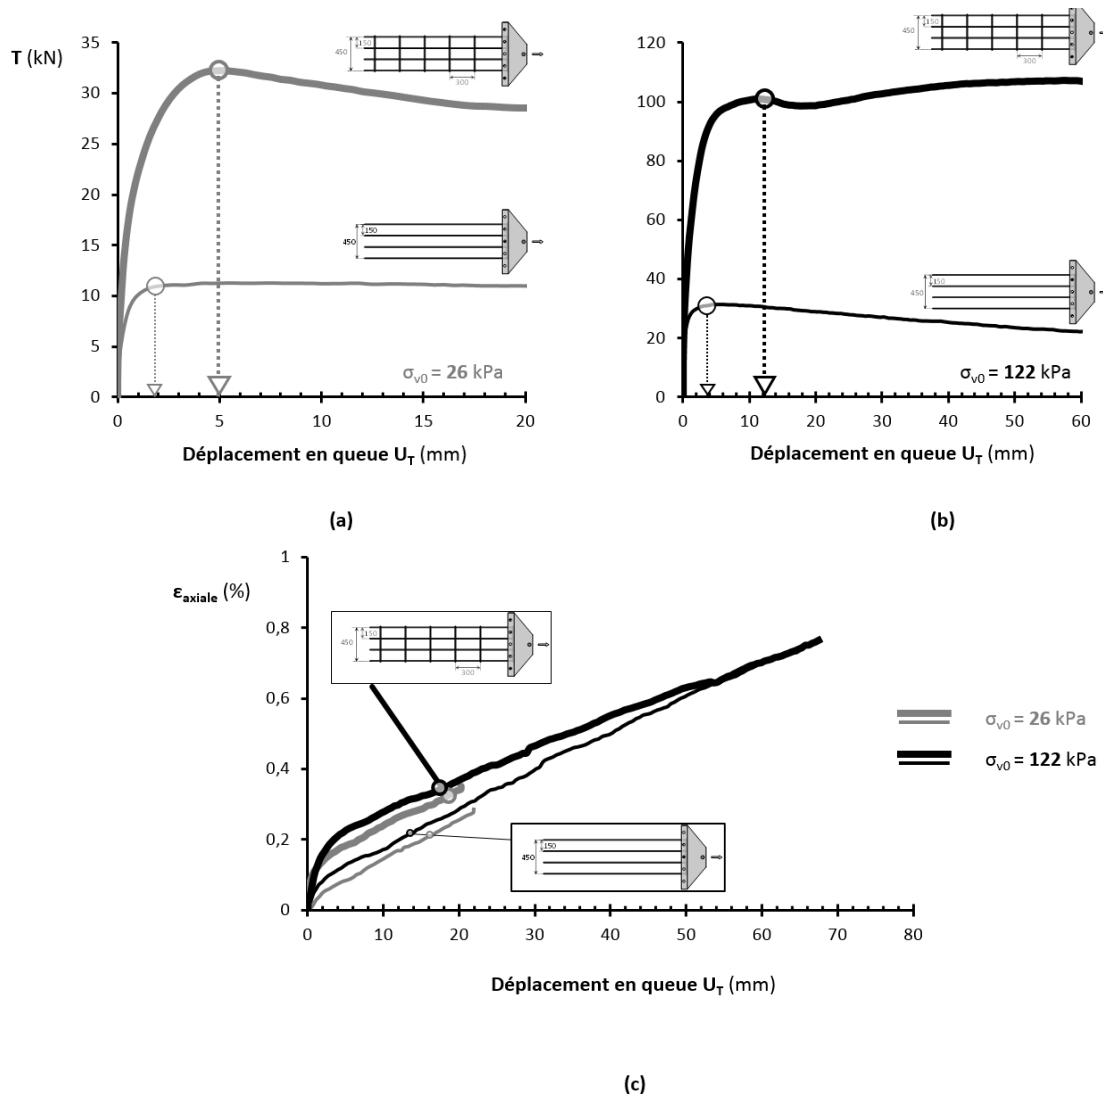 T (kN)
35
30
25
20
15
10
5
0
450
150
300
450
150
σv0 = 26 kPa
0 5 10 15 20
Déplacement en queue UT (mm)
(a)
120
100
80
60
40
20
0
450
150
300
450
150
σv0 = 122 kPa
0 10 20 30 40 50 60
Déplacement en queue UT (mm)
(b)
εaxiale (%)
1
0,8
0,6
0,4
0,2
0
450
150
300
450
150
σv0 = 26 kPa
σv0 = 122 kPa
0 10 20 30 40 50 60 70 80
Déplacement en queue UT (mm)
(c)